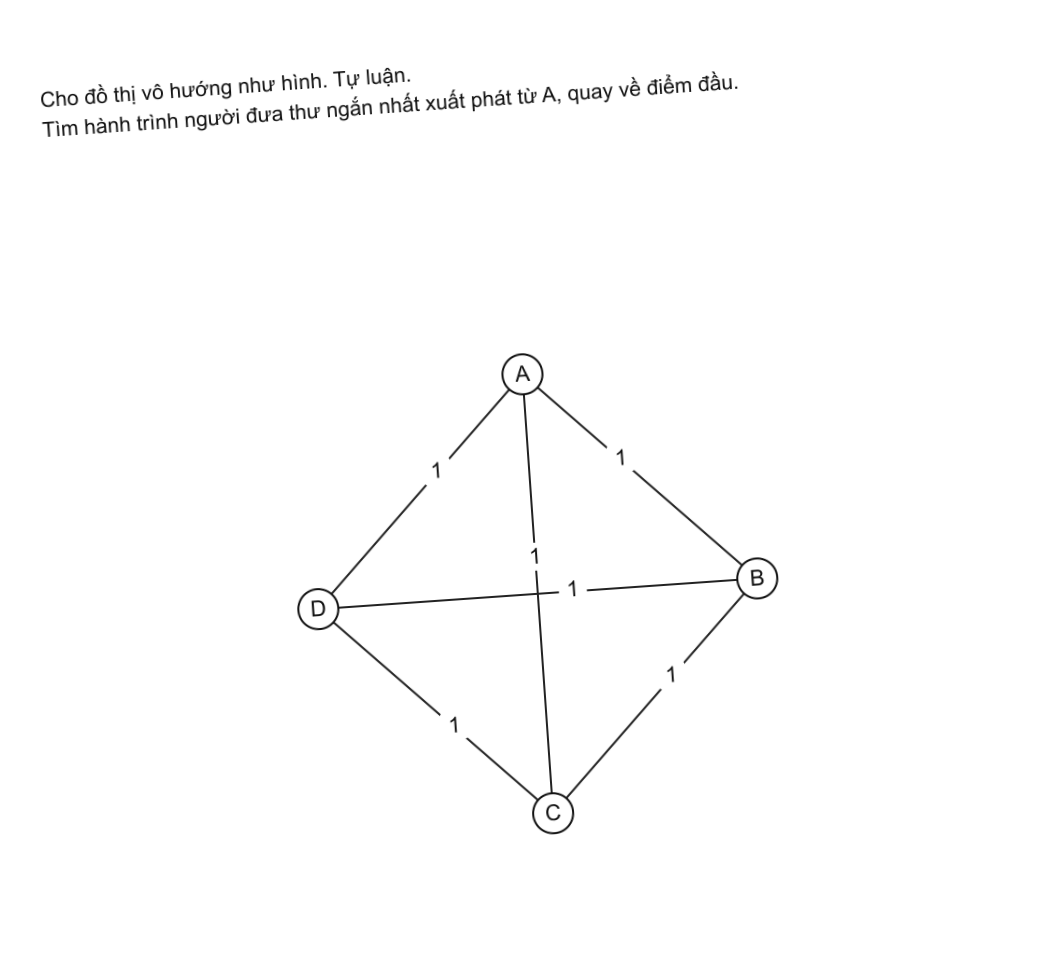 Cho đồ thị vô hướng như hình. Tự luận.
Tìm hành trình người đưa thư ngắn nhất xuất phát từ A, quay về điểm đầu.
A
1
1
1
1
B
D
1
1
C